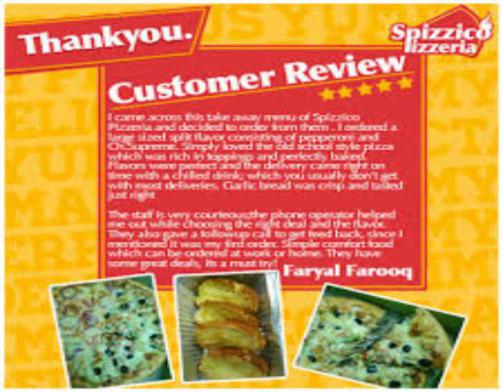 Thankyou.
Spizzico
Pizzeria
Customer Review
I came across this take away menu of Spizzico
Pizzeria and decided to order from them . I ordered a
large sized split flavor consisting of pepperoni and
Ch.Supreme. Simply loved the old school style pizza
which was rich in toppings and perfectly baked.
Flavors were perfect and the delivery came right on
time with a chilled drink; which you usually don't get
with most deliveries. Garlic bread was crisp and tasted
just right
The staff is very courteous;the phone operator helped
me out while choosing the right deal and the flavor.
They also gave a followup call to get feed back, since I
mentioned it was my first order. Simple comfort food
which can be ordered at work or home. They have
some great deals, its a must try!
Faryal Farooq